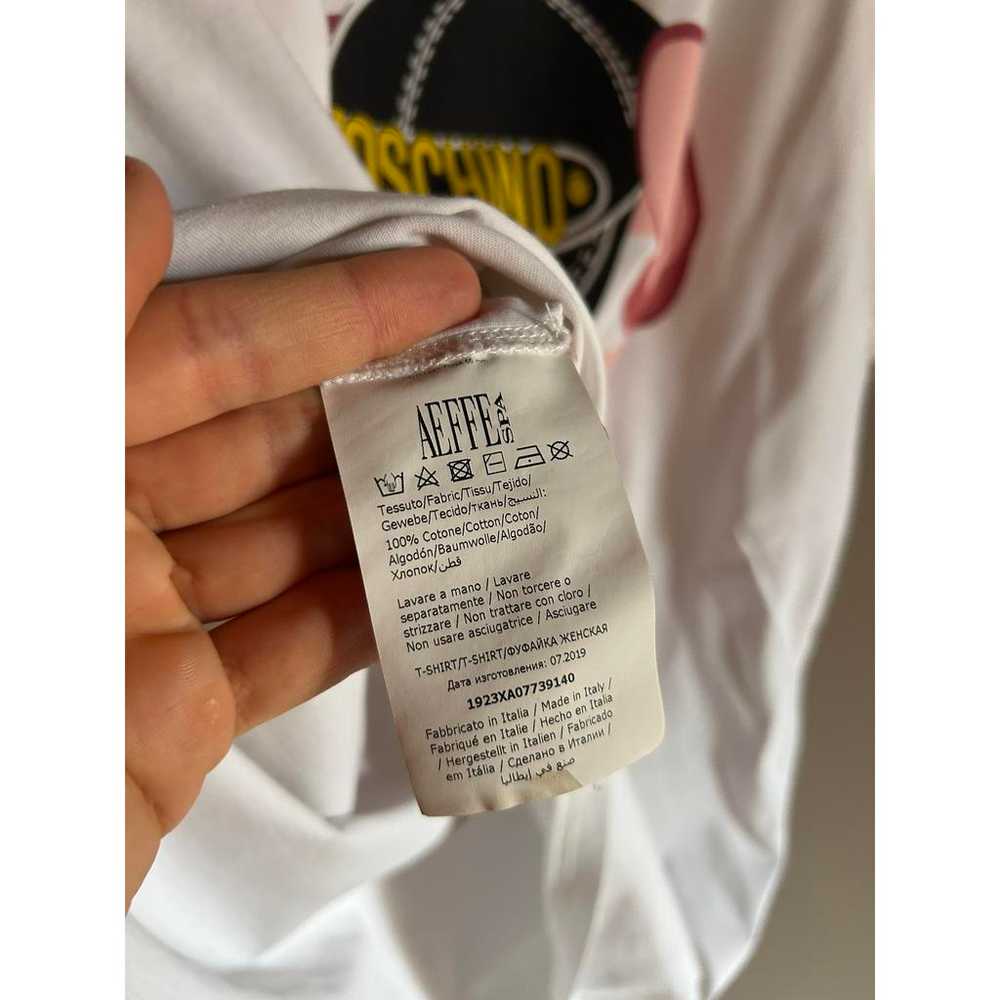 MOSCHINO
AEFFE SPA
Tessuto/Fabric/Tissu/Tejido/
Gewebe/Tecido/ткань/النسيج:
100% Cotone/Cotton/Coton/
Algodón/Baumwolle/Algodão/
Хлопок/قطن
Lavare a mano / Lavare
separatamente / Non torcere o
strizzare / Non trattare con cloro /
Non usare asciugatrice / Asciugare
T-SHIRT/T-SHIRT/ФУФАЙКА ЖЕНСКАЯ
Дата изготовления: 07.2019
1923XA07739140
Fabbricato in Italia / Made in Italy /
Fabriqué en Italie / Hecho en Italia
/ Hergestellt in Italien / Fabricado
em Itália / Сделано в Италии /
صنع في إيطاليا